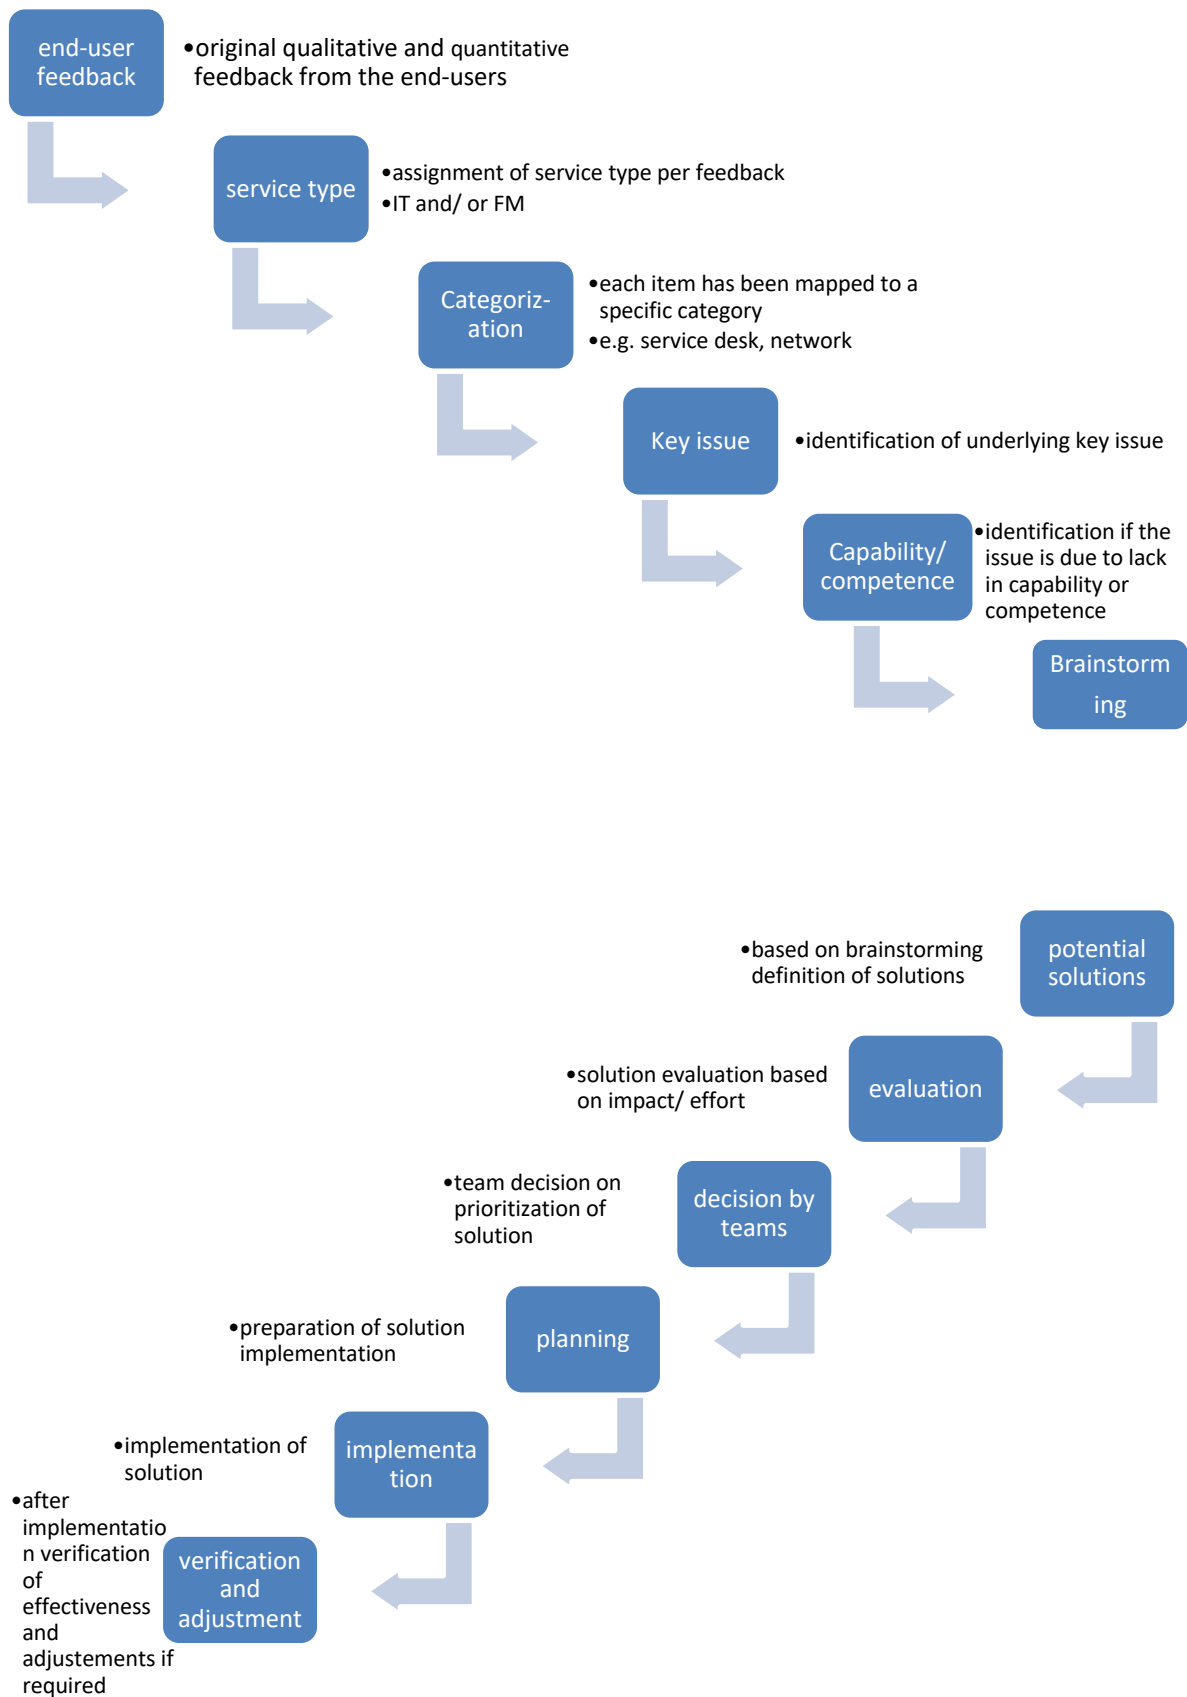 end-user
feedback
•original qualitative and quantitative
feedback from the end-users
service type
•assignment of service type per feedback
•IT and/ or FM
Categoriz-
ation
•each item has been mapped to a
specific category
•e.g. service desk, network
Key issue
•identification of underlying key issue
Capability/
competence
•identification if the
issue is due to lack
in capability or
competence
Brainstorm
ing
•based on brainstorming
definition of solutions
potential
solutions
•solution evaluation based
on impact/ effort
evaluation
•team decision on
prioritization of
solution
decision by
teams
•preparation of solution
implementation
planning
•implementation of
solution
implementa
tion
•after
implementatio
n verification
of
effectiveness
and
adjustements if
required
verification
and
adjustment